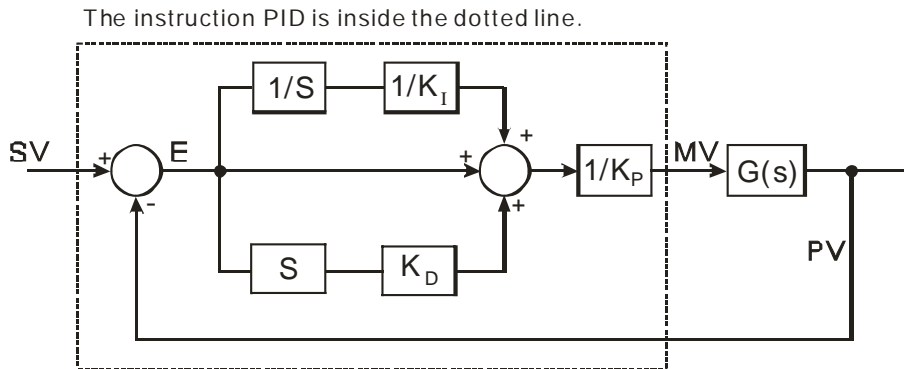 The instruction PID is inside the dotted line.
1/S 1/K_I
+
SV + E + MV
1/K_P G(s)
-
+
PV
S K_D